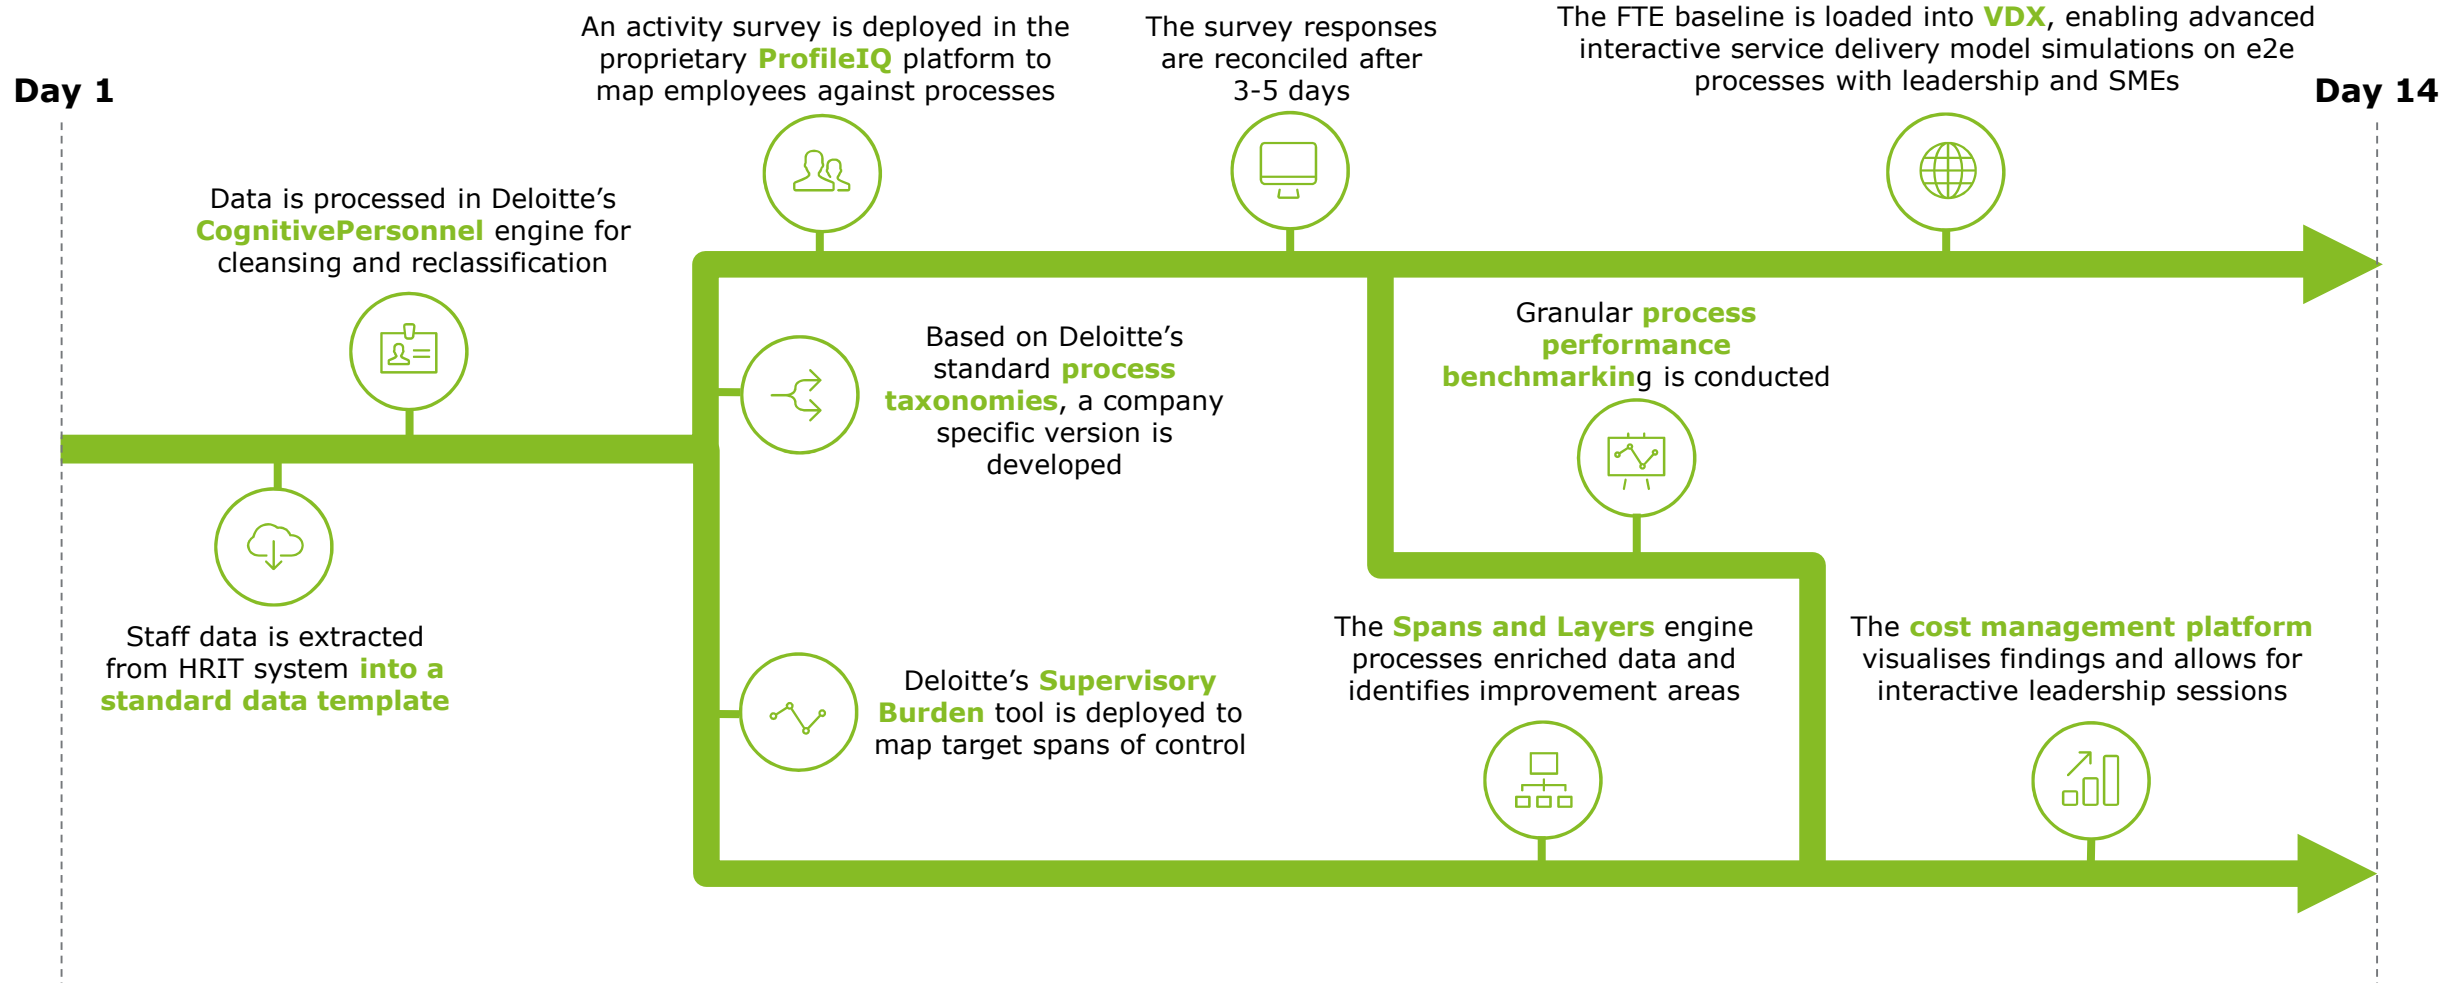 Day 1
Day 14
An activity survey is deployed in the
proprietary ProfileIQ platform to
map employees against processes
The survey responses
are reconciled after
3-5 days
The FTE baseline is loaded into VDX, enabling advanced
interactive service delivery model simulations on e2e
processes with leadership and SMEs
Data is processed in Deloitte’s
CognitivePersonnel engine for
cleansing and reclassification
Based on Deloitte’s
standard process
taxonomies, a company
specific version is
developed
Granular process
performance
benchmarking is conducted
Staff data is extracted
from HRIT system into a
standard data template
Deloitte’s Supervisory
Burden tool is deployed to
map target spans of control
The Spans and Layers engine
processes enriched data and
identifies improvement areas
The cost management platform
visualises findings and allows for
interactive leadership sessions